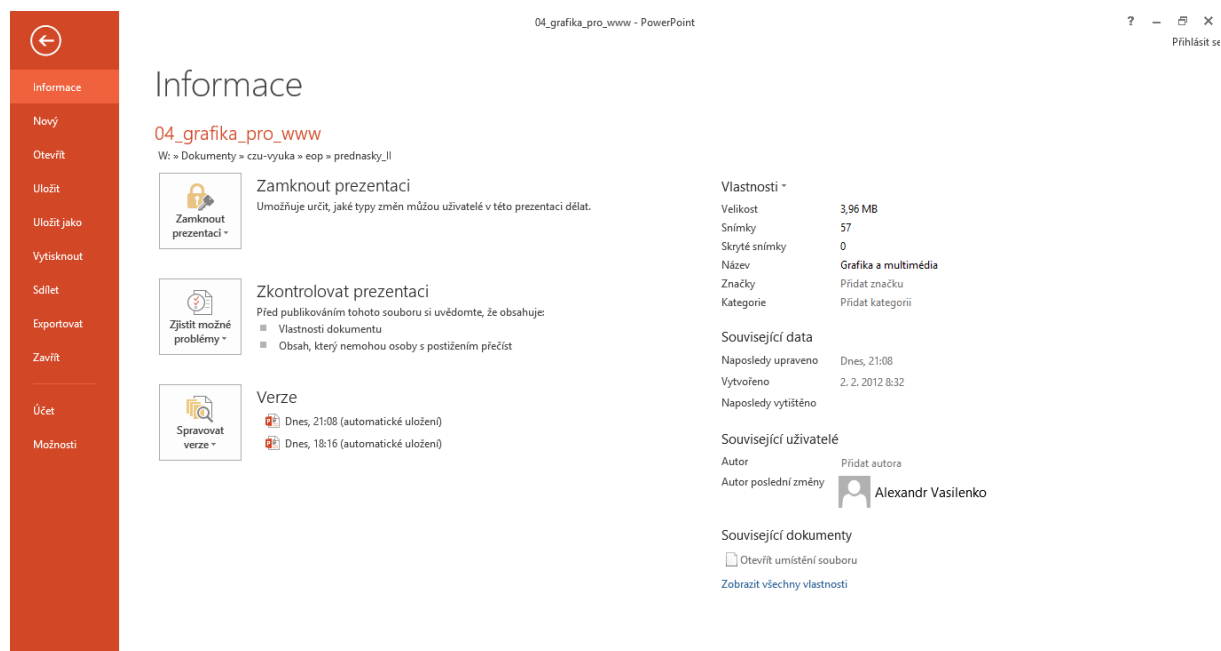 04_grafika_pro_www - PowerPoint
?
Přihlásit se
Informace
Nový
Otevřít
Uložit
Uložit jako
Vytisknout
Sdílet
Exportovat
Zavřít
Účet
Možnosti
Informace
04_grafika_pro_www
W: » Dokumenty » czu-vyuka » eop » prednasky_II
Zamknout
prezentaci
Zamknout prezentaci
Umožňuje určit, jaké typy změn můžou uživatelé v této prezentaci dělat.
Zjistit možné
problémy
Zkontrolovat prezentaci
Před publikováním tohoto souboru si uvědomte, že obsahuje:
Vlastnosti dokumentu
Obsah, který nemohou osoby s postižením přečíst
Spravovat
verze
Verze
Dnes, 21:08 (automatické uložení)
Dnes, 18:16 (automatické uložení)
Vlastnosti
Velikost 3,96 MB
Snímky 57
Skryté snímky 0
Název Grafika a multimédia
Značky Přidat značku
Kategorie Přidat kategorii
Související data
Naposledy upraveno Dnes, 21:08
Vytvořeno 2. 2. 2012 8:32
Naposledy vytištěno
Související uživatelé
Autor Přidat autora
Autor poslední změny Alexandr Vasilenko
Související dokumenty
Otevřít umístění souboru
Zobrazit všechny vlastnosti